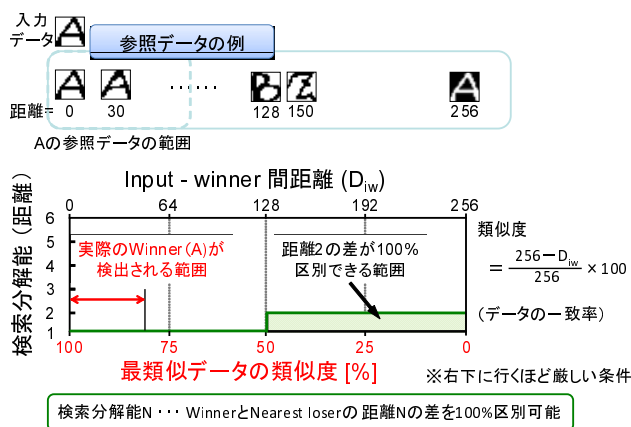 入力
データ
参照データの例
A
A A …… B Z A
距離= 0 30 128 150 256
Aの参照データの範囲
Input - winner 間距離 (Diw)
0 64 128 192 256
検索分解能 (距離)
6
5
4
3
2
1
実際のWinner(A)が
検出される範囲
距離2の差が100%
区別できる範囲
類似度
= 256-Diw / 256 ×100
(データの一致率)
100 75 50 25 0
最類似データの類似度 [%]
※右下に行くほど厳しい条件
検索分解能N ・・・ WinnerとNearest loserの 距離Nの差を100%区別可能